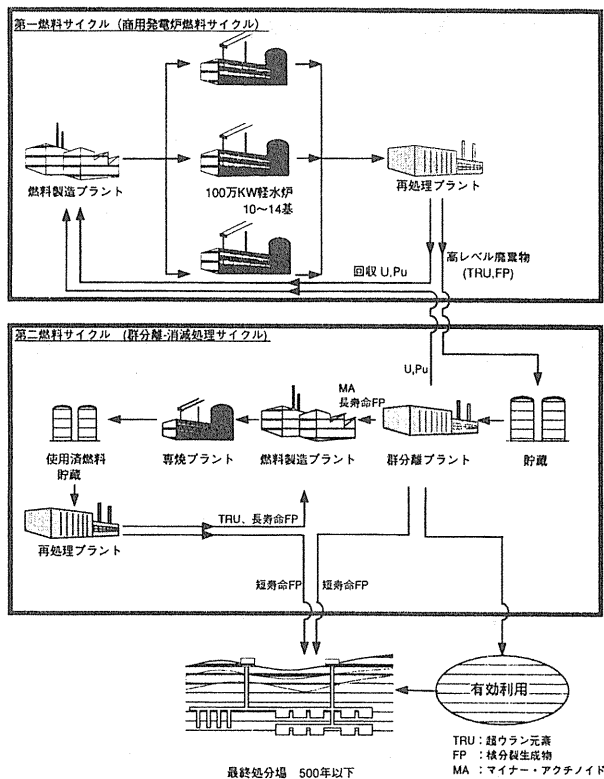 第一燃料サイクル (商用発電炉燃料サイクル)
燃料製造プラント
100万KW軽水炉
10〜14基
再処理プラント
回収 U,Pu
高レベル廃棄物
(TRU,FP)
第二燃料サイクル (群分離-消滅処理サイクル)
U,Pu
MA
長寿命FP
使用済燃料
貯蔵
専焼プラント
燃料製造プラント
群分離プラント
貯蔵
再処理プラント
TRU、長寿命FP
短寿命FP
短寿命FP
有効利用
最終処分場 500年以下
TRU:超ウラン元素
FP :核分裂生成物
MA :マイナー・アクチノイド